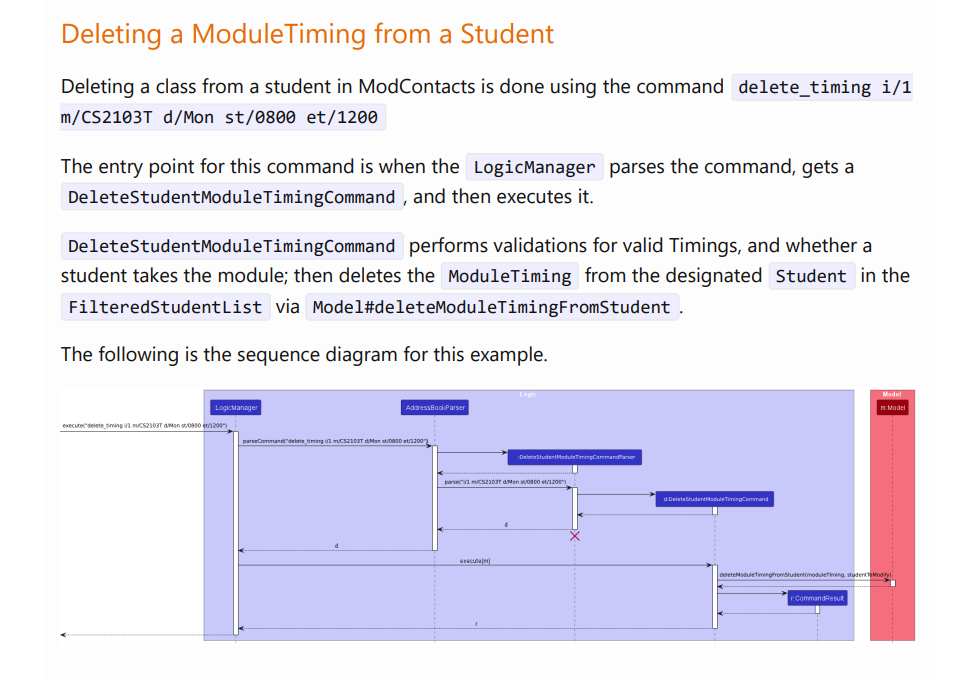 Deleting a ModuleTiming from a Student
Deleting a class from a student in ModContacts is done using the command delete_timing i/1
m/CS2103T d/Mon st/0800 et/1200
The entry point for this command is when the LogicManager parses the command, gets a
DeleteStudentModuleTimingCommand , and then executes it.
DeleteStudentModuleTimingCommand performs validations for valid Timings, and whether a
student takes the module; then deletes the ModuleTiming from the designated Student in the
FilteredStudentList via Model#deleteModuleTimingFromStudent .
The following is the sequence diagram for this example.
Logic
Model
:LogicManager
:AddressBookParser
m:Model
execute("delete_timing i/1 m/CS2103T d/Mon st/0800 et/1200")
parseCommand("delete_timing i/1 m/CS2103T d/Mon st/0800 et/1200")
:DeleteStudentModuleTimingCommandParser
parse("i/1 m/CS2103T d/Mon st/0800 et/1200")
d:DeleteStudentModuleTimingCommand
d
d
execute(m)
deleteModuleTimingFromStudent(moduleTiming, studentToModify)
r:CommandResult
r